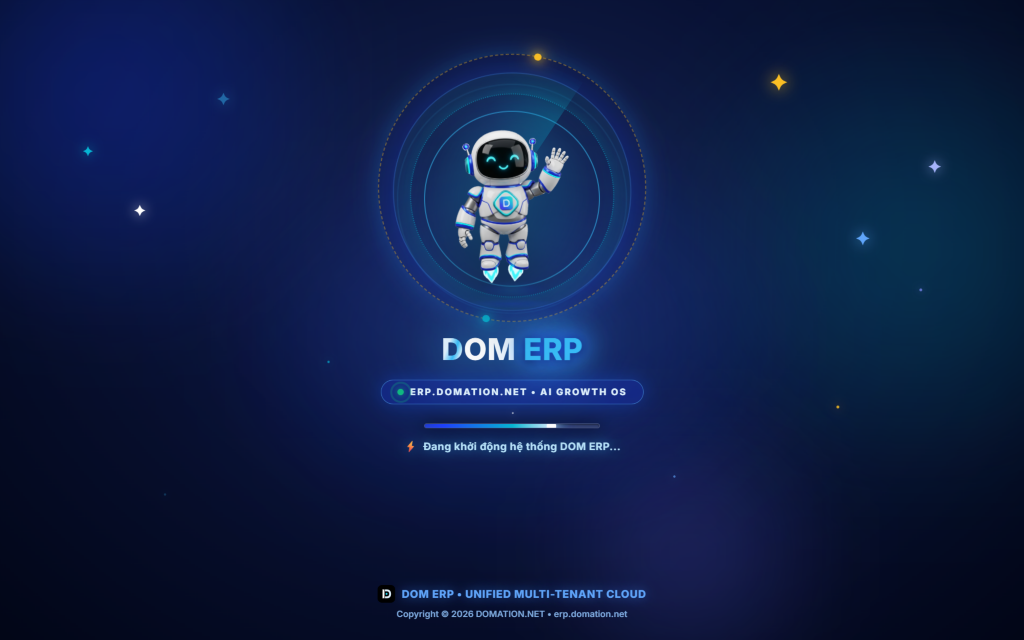 D
DOM ERP
ERP.DOMATION.NET • AI GROWTH OS
Đang khởi động hệ thống DOM ERP...
D DOM ERP • UNIFIED MULTI-TENANT CLOUD
Copyright © 2026 DOMATION.NET • erp.domation.net